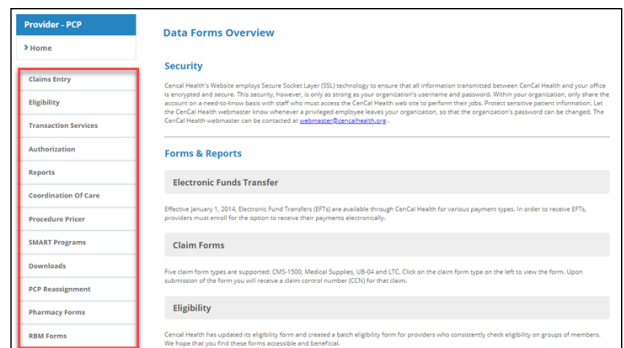 Provider - PCP
Home
Claims Entry
Eligibility
Transaction Services
Authorization
Reports
Coordination Of Care
Procedure Pricer
SMART Programs
Downloads
PCP Reassignment
Pharmacy Forms
RBM Forms
Data Forms Overview
Security
Cencal Health's Website employs Secure Socket Layer (SSL) technology to ensure that all information transmitted between CenCal Health and your office
is encrypted and secure. This security, however, is only as strong as your organization's username and password. Within your organization, only share the
account on a need-to-know basis with staff who must access the CenCal Health web site to perform their jobs. Protect sensitive patient information. Let
the CenCal Health webmaster know whenever a privileged employee leaves your organization, so that the organization's password can be changed. The
CenCal Health webmaster can be contacted at webmaster@cencalhealth.org .
Forms & Reports
Electronic Funds Transfer
Effective January 1, 2014, Electronic Fund Transfers (EFTs) are available through CenCal Health for various payment types. In order to receive EFTs,
providers must enroll for the option to receive their payments electronically.
Claim Forms
Five claim form types are supported: CMS-1500, Medical Supplies, UB-04 and LTC. Click on the claim form type on the left to view the form. Upon
submission of the form you will receive a claim control number (CCN) for that claim.
Eligibility
Cencal Health has updated its eligibility form and created a batch eligibility form for providers who consistently check eligibility on groups of members.
We hope that you find these forms accessible and beneficial.